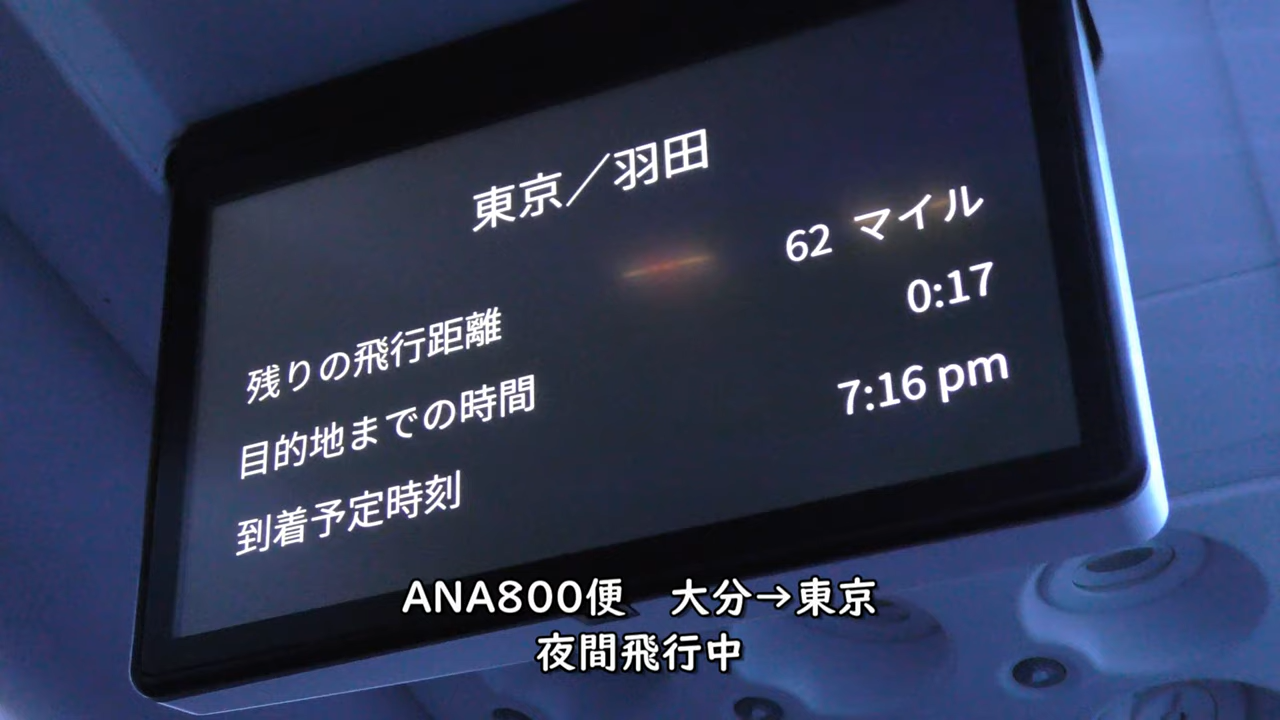 東京／羽田
残りの飛行距離 62 マイル
目的地までの時間 0:17
到着予定時刻 7:16 pm
ANA800便　大分→東京
夜間飛行中